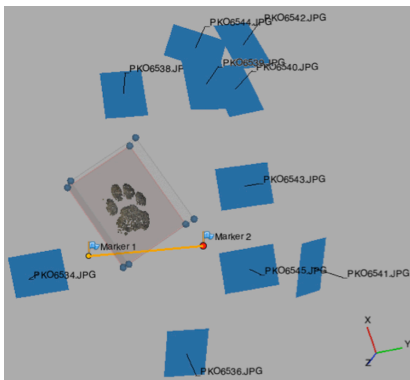 PKO6544.JPG
PKO6542.JPG
PKO6539.JPG
PKO6538.JP
PKO6540.JPG
PKO6543.JPG
Marker 2
Marker 1
PKO6534.JPG
PKO6545.JPG
PKO6541.JPG
X
Y
Z
PKO6536.JPG